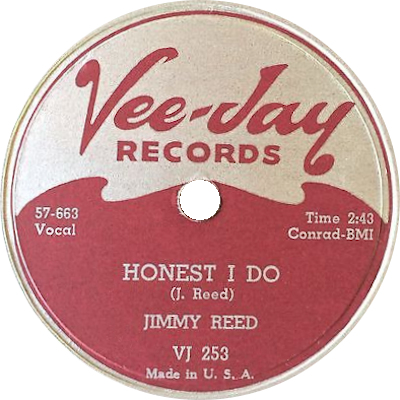 Vee-Jay
RECORDS
57-663
Vocal
Time 2:43
Conrad-BMI
HONEST I DO
(J. Reed)
JIMMY REED
VJ 253
Made in U. S. A.